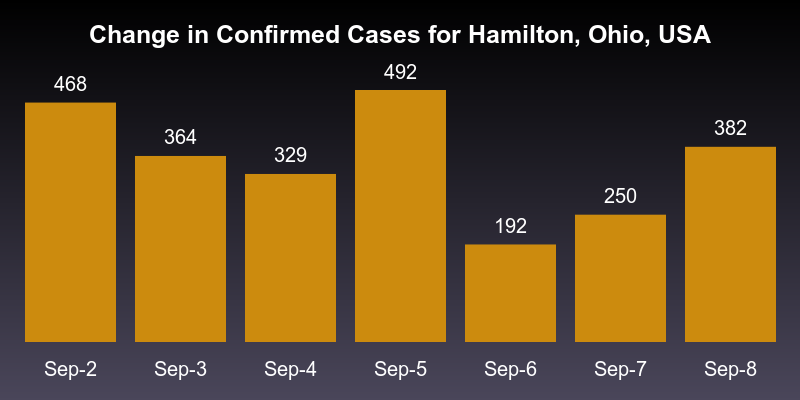 Change in Confirmed Cases for Hamilton, Ohio, USA
468
364
329
492
192
250
382
Sep-2
Sep-3
Sep-4
Sep-5
Sep-6
Sep-7
Sep-8